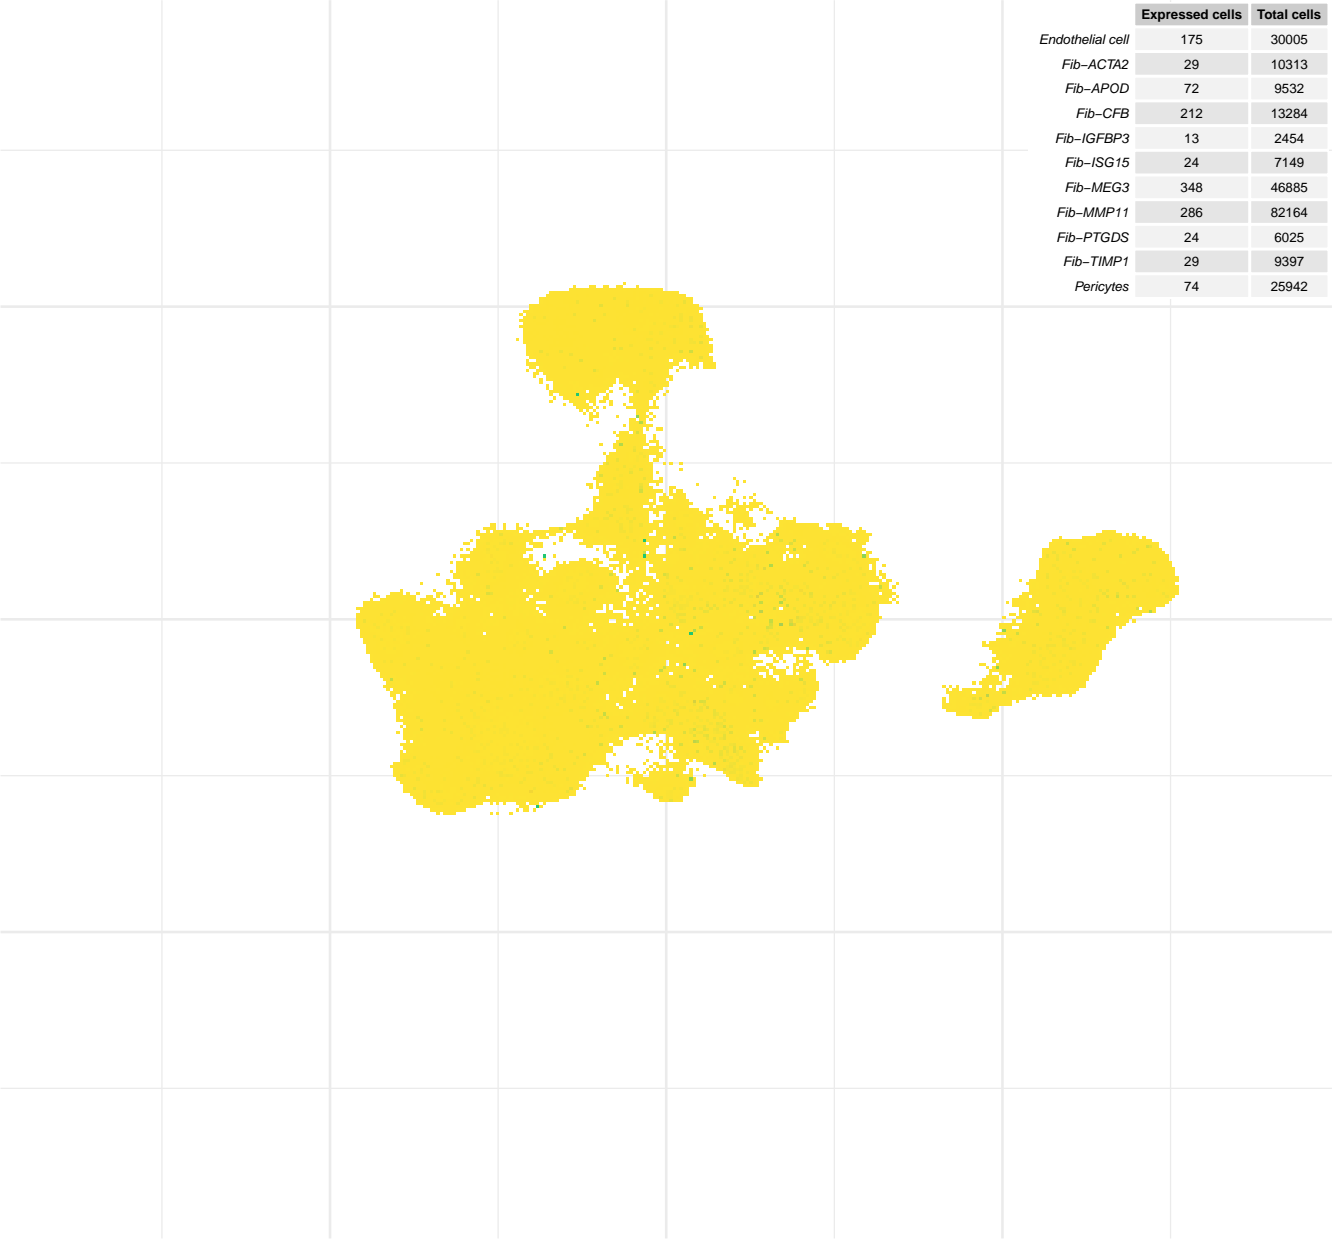 Expressed cells Total cells
Endothelial cell 175 30005
Fib−ACTA2 29 10313
Fib−APOD 72 9532
Fib−CFB 212 13284
Fib−IGFBP3 13 2454
Fib−ISG15 24 7149
Fib−MEG3 348 46885
Fib−MMP11 286 82164
Fib−PTGDS 24 6025
Fib−TIMP1 29 9397
Pericytes 74 25942